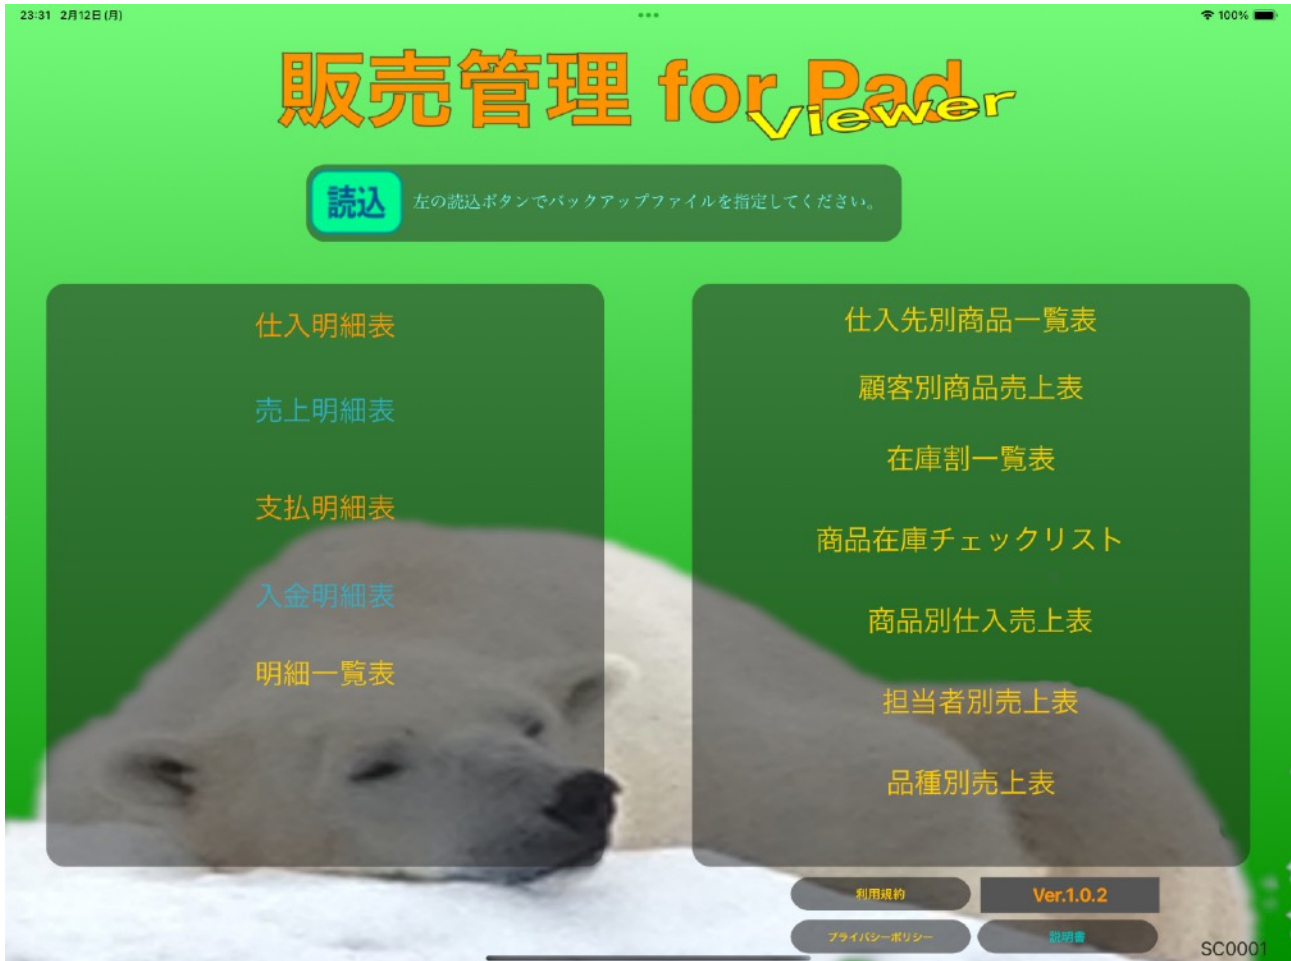 23:31 2月12日(月)
100%
販売管理 for Pad
Viewer
読込
左の読込ボタンでバックアップファイルを指定してください。
仕入明細表
売上明細表
支払明細表
入金明細表
明細一覧表
仕入先別商品一覧表
顧客別商品売上表
在庫割一覧表
商品在庫チェックリスト
商品別仕入売上表
担当者別売上表
品種別売上表
利用規約
Ver.1.0.2
プライバシーポリシー
説明書
SC0001